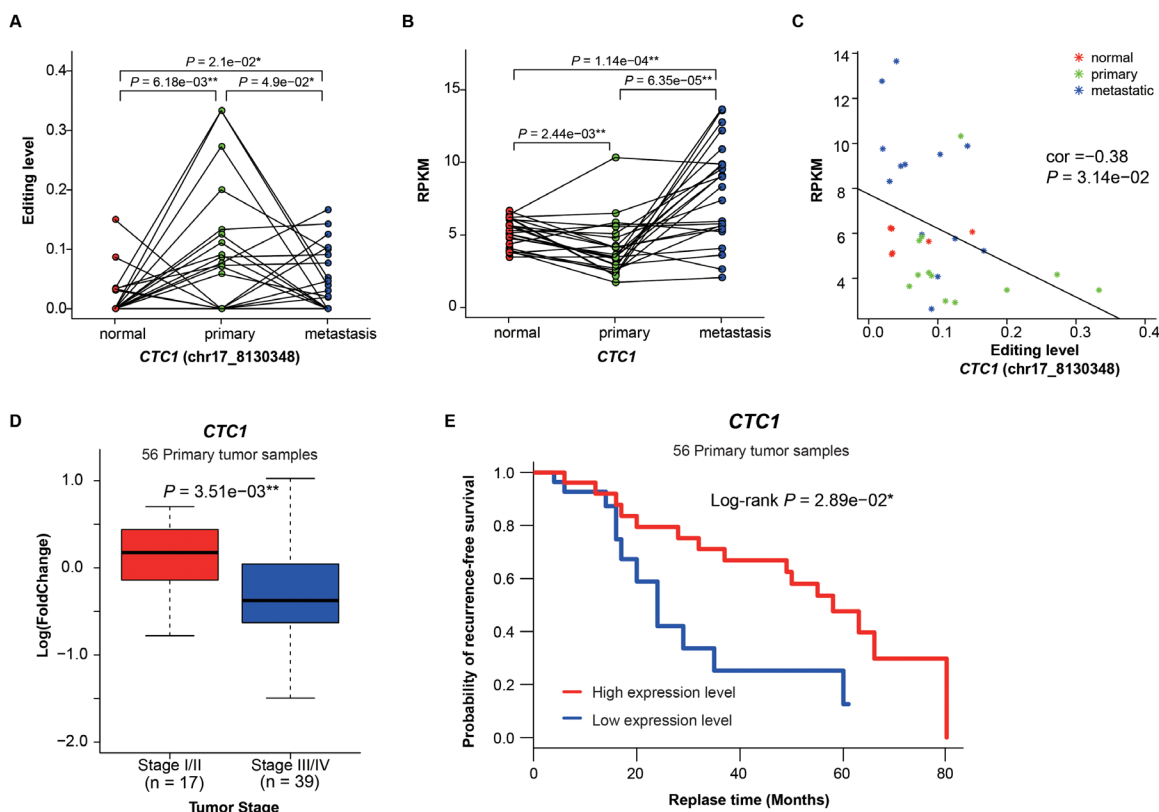 A
P = 2.1e−02*
P = 6.18e−03**
P = 4.9e−02*
0.4
0.3
0.2
0.1
0.0
Editing level
normal
primary
metastasis
CTC1 (chr17_8130348)
B
P = 1.14e−04**
P = 6.35e−05**
P = 2.44e−03**
15
10
5
0
RPKM
normal
primary
metastasis
CTC1
C
normal
primary
metastatic
cor =−0.38
P = 3.14e−02
14
12
10
8
6
4
RPKM
0.0
0.1
0.2
0.3
0.4
Editing level
CTC1 (chr17_8130348)
D
CTC1
56 Primary tumor samples
P = 3.51e−03**
1.0
0.0
−1.0
−2.0
Log(FoldChange)
Stage I/II
(n = 17)
Stage III/IV
(n = 39)
Tumor Stage
E
CTC1
56 Primary tumor samples
Log-rank P = 2.89e−02*
1.0
0.8
0.6
0.4
0.2
0.0
Probability of recurrence-free survival
High expression level
Low expression level
0
20
40
60
80
Replase time (Months)